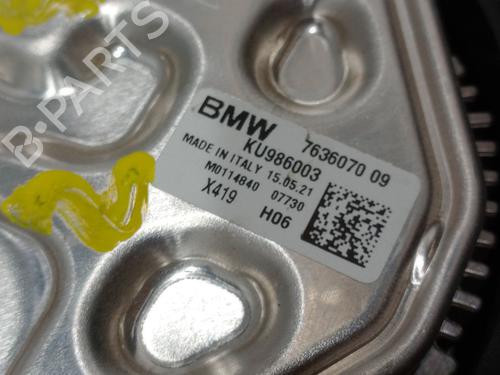 B-PARTS
BMW 7636070 09
KU986003
MADE IN ITALY 15.05.21
M0114840 07730
X419 H06